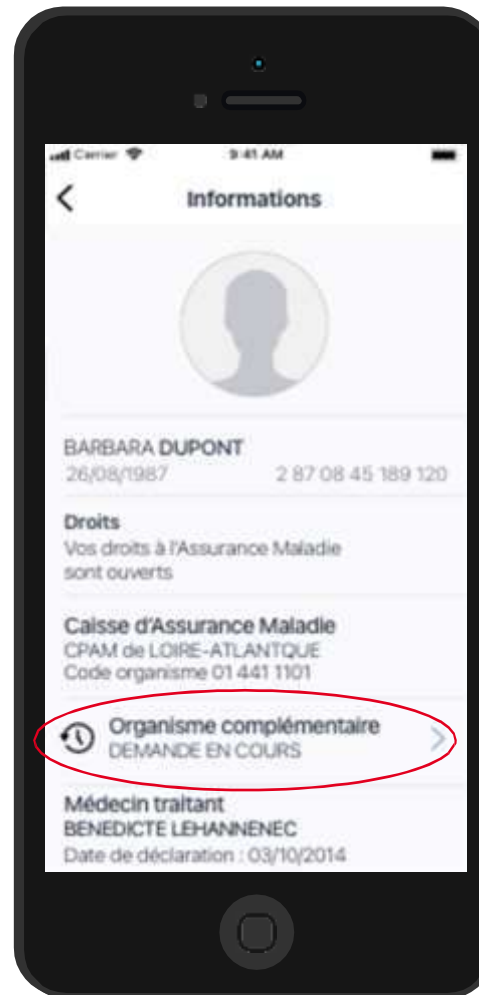 Carrier 9:41 AM
Informations
BARBARA DUPONT
26/08/1987 2 87 08 45 189 120
Droits
Vos droits à l'Assurance Maladie
sont ouverts
Caisse d'Assurance Maladie
CPAM de LOIRE-ATLANTQUE
Code organisme 01 441 1101
Organisme complémentaire
DEMANDE EN COURS
Médecin traitant
BENEDICTE LEHANNENEC
Date de déclaration : 03/10/2014